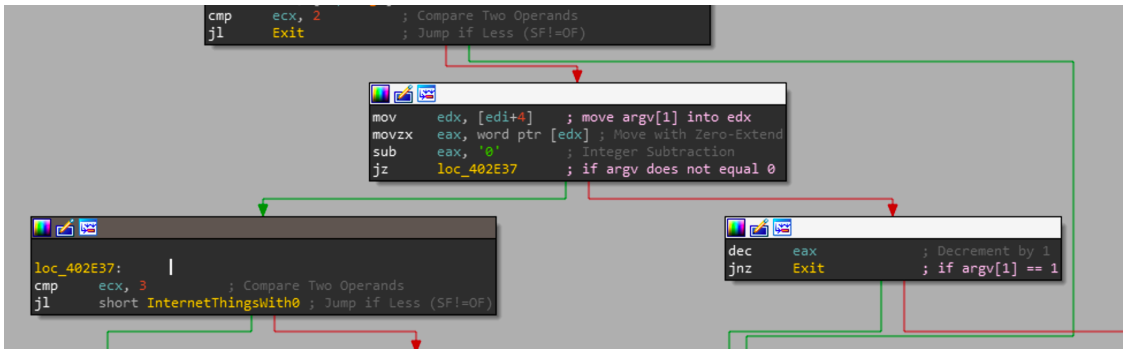 cmp ecx, 2 ; Compare Two Operands
jl Exit ; Jump if Less (SF!=OF)
mov edx, [edi+4] ; move argv[1] into edx
movzx eax, word ptr [edx] ; Move with Zero-Extend
sub eax, '0' ; Integer Subtraction
jz loc_402E37 ; if argv does not equal 0
loc_402E37:
cmp ecx, 3 ; Compare Two Operands
jl short InternetThingsWith0 ; Jump if Less (SF!=OF)
dec eax ; Decrement by 1
jnz Exit ; if argv[1] == 1